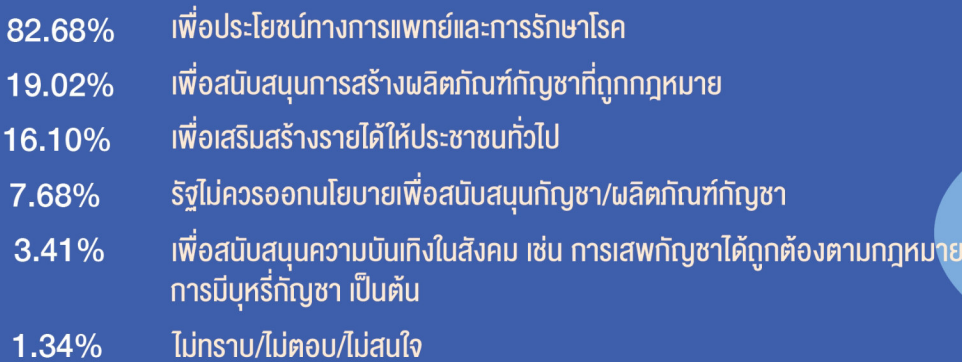 82.68% เพื่อประโยชน์ทางการแพทย์และการรักษาโรค
19.02% เพื่อสนับสนุนการสร้างผลิตภัณฑ์กัญชาที่ถูกกฎหมาย
16.10% เพื่อเสริมสร้างรายได้ให้ประชาชนทั่วไป
7.68% รัฐไม่ควรออกนโยบายเพื่อสนับสนุนกัญชา/ผลิตภัณฑ์กัญชา
3.41% เพื่อสนับสนุนความบันเทิงในสังคม เช่น การเสพกัญชาได้ถูกต้องตามกฎหมาย
การมีบุหรี่กัญชา เป็นต้น
1.34% ไม่ทราบ/ไม่ตอบ/ไม่สนใจ